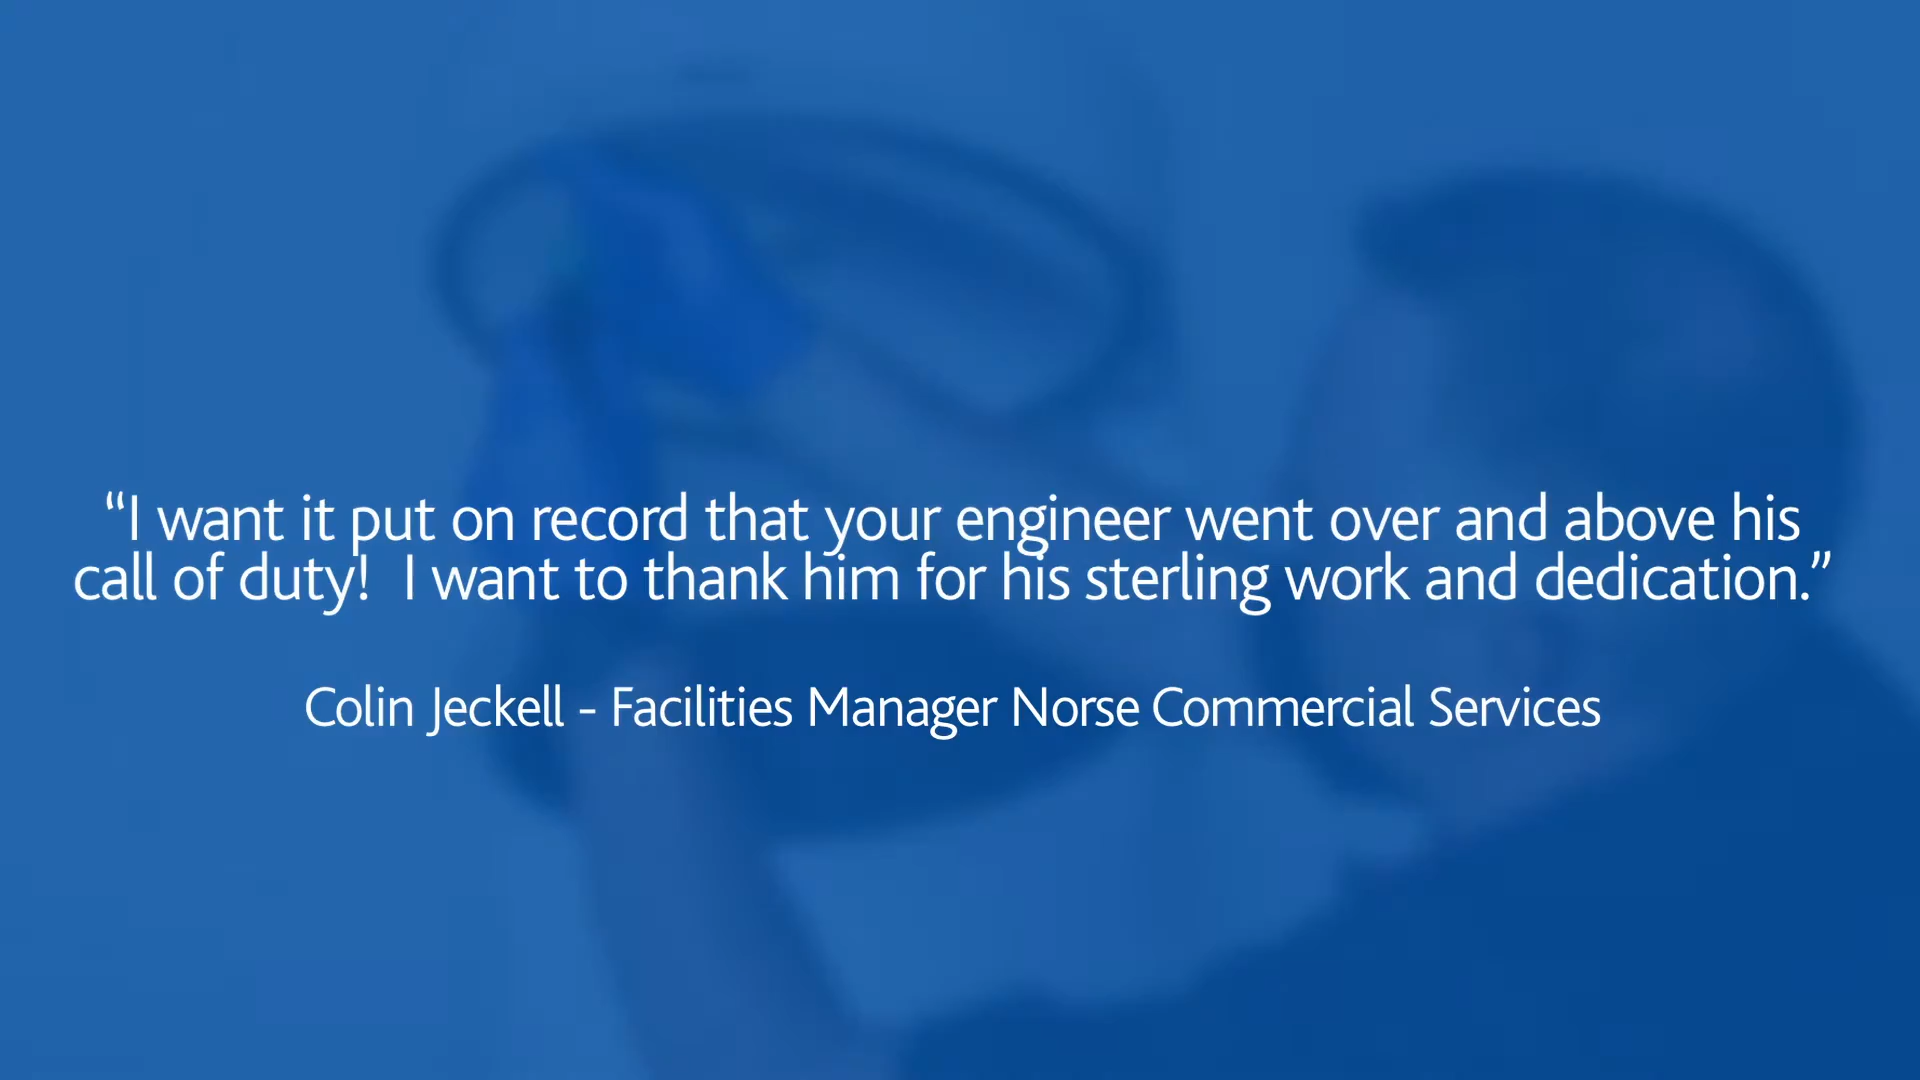 “I want it put on record that your engineer went over and above his
call of duty!  I want to thank him for his sterling work and dedication.”
Colin Jeckell - Facilities Manager Norse Commercial Services